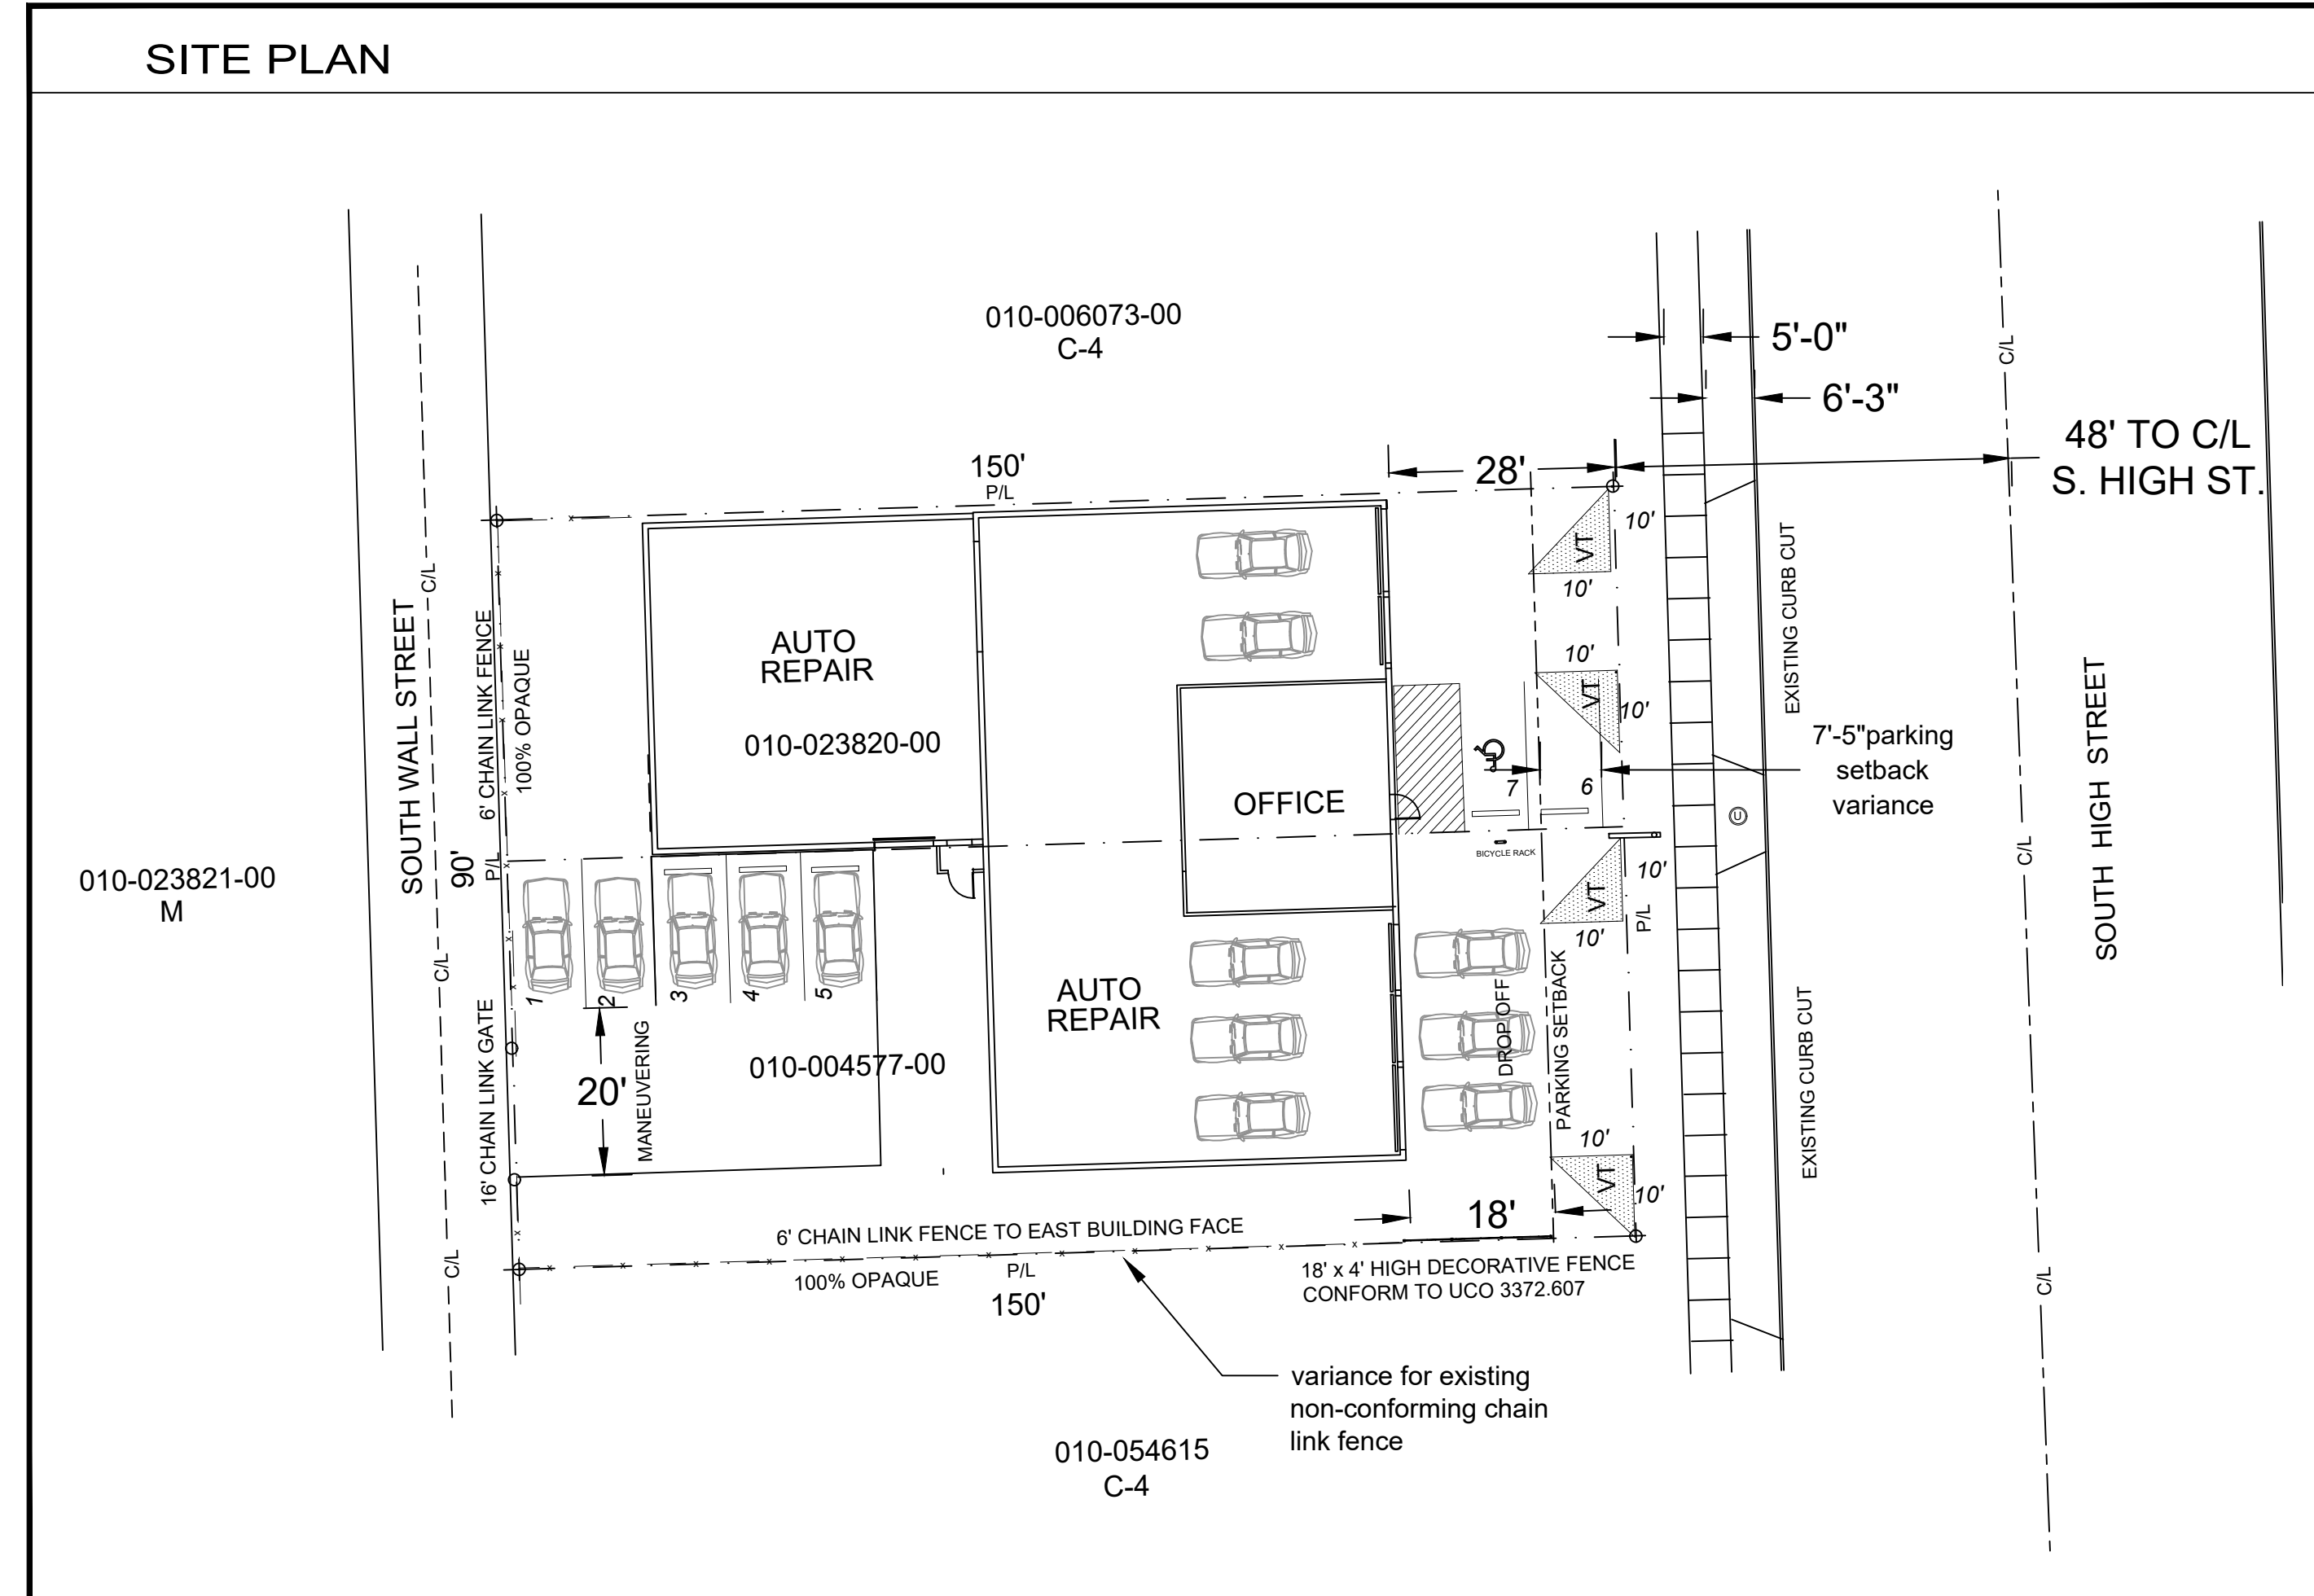 SITE PLAN
010-006073-00
C-4
5'-0"
6'-3"
48' TO C/L
S. HIGH ST.
C/L
150'
P/L
28'
10'
VT
10'
EXISTING CURB CUT
C/L
SOUTH WALL STREET
6' CHAIN LINK FENCE
100% OPAQUE
AUTO
REPAIR
010-023820-00
10'
VT
10'
7'-5"parking
setback
variance
SOUTH HIGH STREET
7
6
OFFICE
U
BICYCLE RACK
C/L
010-023821-00
M
90'
P/L
10'
VT
10'
P/L
C/L
1
2
3
4
5
16' CHAIN LINK GATE
20'
MANEUVERING
010-004577-00
AUTO
REPAIR
DROP OFF
PARKING SETBACK
EXISTING CURB CUT
10'
VT
10'
18'
C/L
C/L
6' CHAIN LINK FENCE TO EAST BUILDING FACE
100% OPAQUE
P/L
150'
18' x 4' HIGH DECORATIVE FENCE
CONFORM TO UCO 3372.607
variance for existing
non-conforming chain
link fence
010-054615
C-4